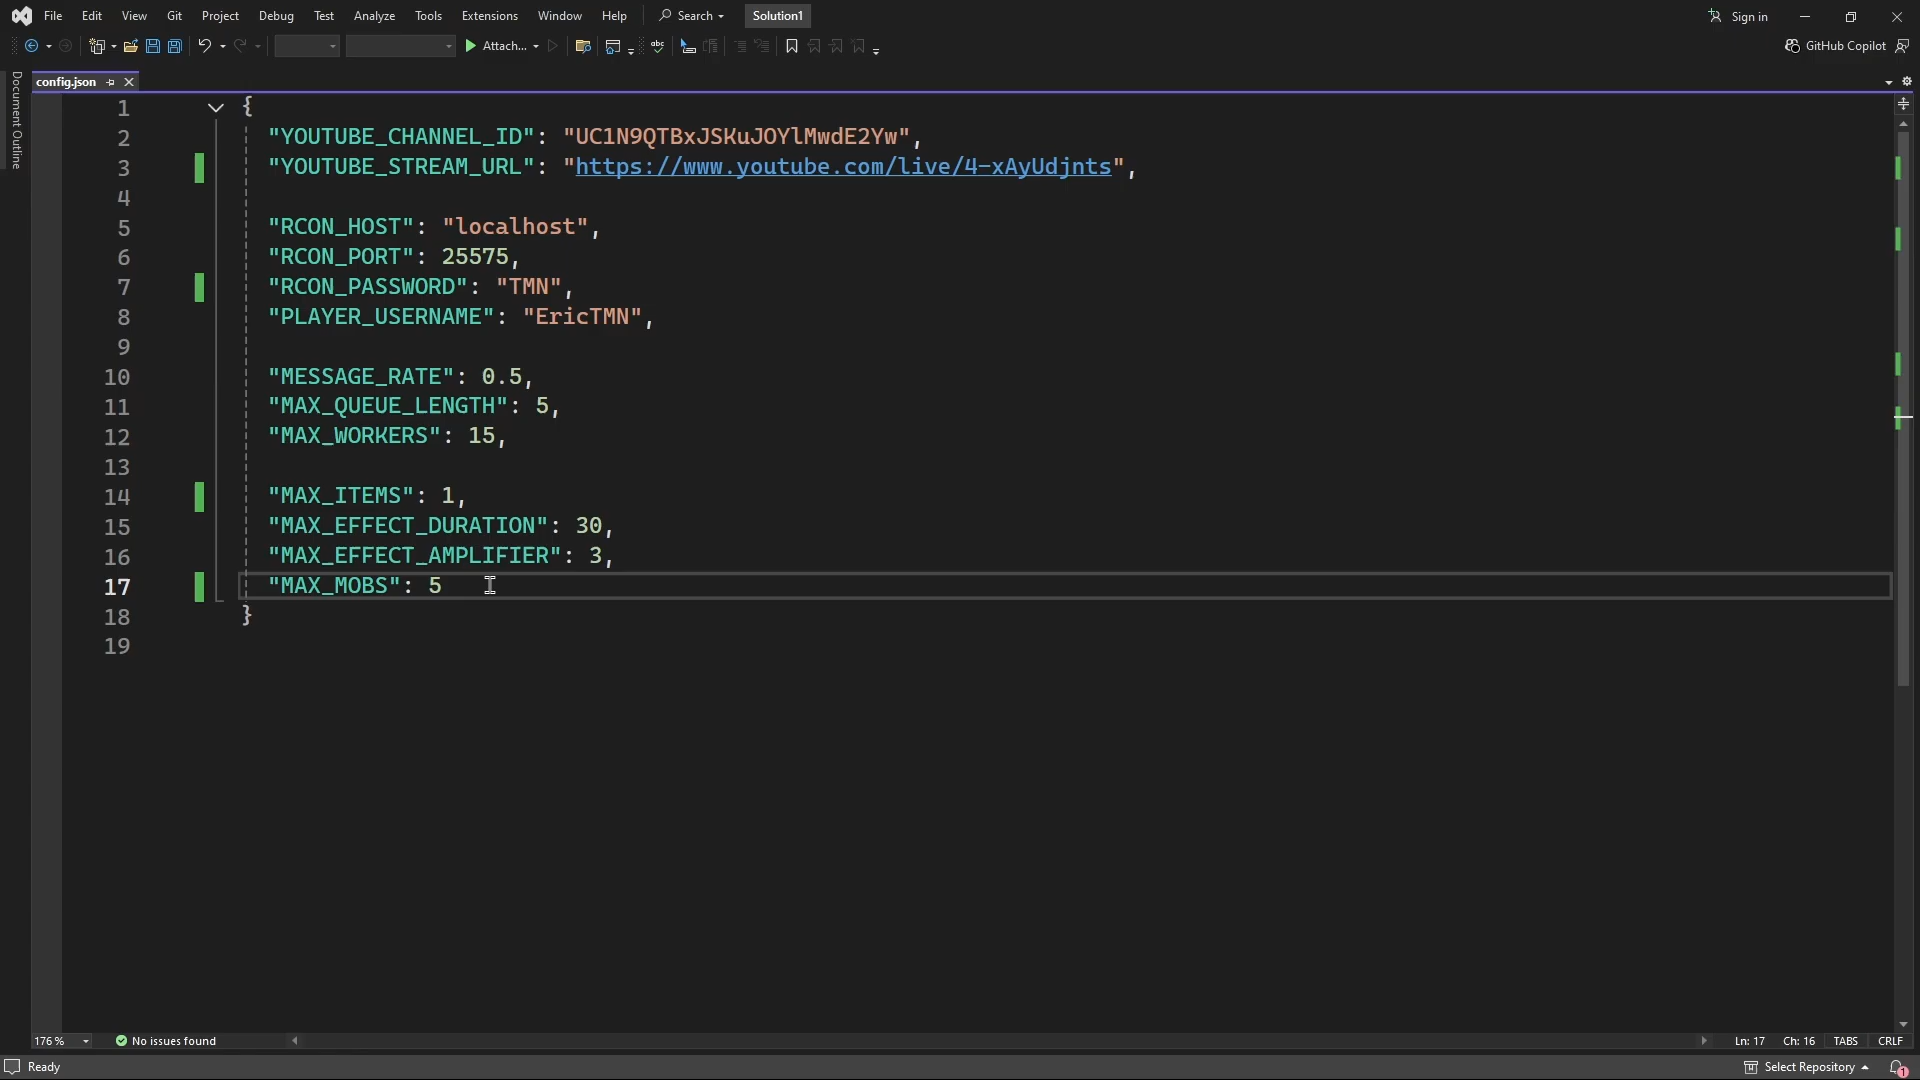 File Edit View Git Project Debug Test Analyze Tools Extensions Window Help Search Solution1 Sign in
Attach... GitHub Copilot
Document Outline
config.json
1 {
2 "YOUTUBE_CHANNEL_ID": "UC1N9QTBxJSKuJOYlMwdE2Yw",
3 "YOUTUBE_STREAM_URL": "https://www.youtube.com/live/4-xAyUdjnts",
4
5 "RCON_HOST": "localhost",
6 "RCON_PORT": 25575,
7 "RCON_PASSWORD": "TMN",
8 "PLAYER_USERNAME": "EricTMN",
9
10 "MESSAGE_RATE": 0.5,
11 "MAX_QUEUE_LENGTH": 5,
12 "MAX_WORKERS": 15,
13
14 "MAX_ITEMS": 1,
15 "MAX_EFFECT_DURATION": 30,
16 "MAX_EFFECT_AMPLIFIER": 3,
17 "MAX_MOBS": 5
18 }
19
176 % No issues found Ln: 17 Ch: 16 TABS CRLF
Ready Select Repository 1